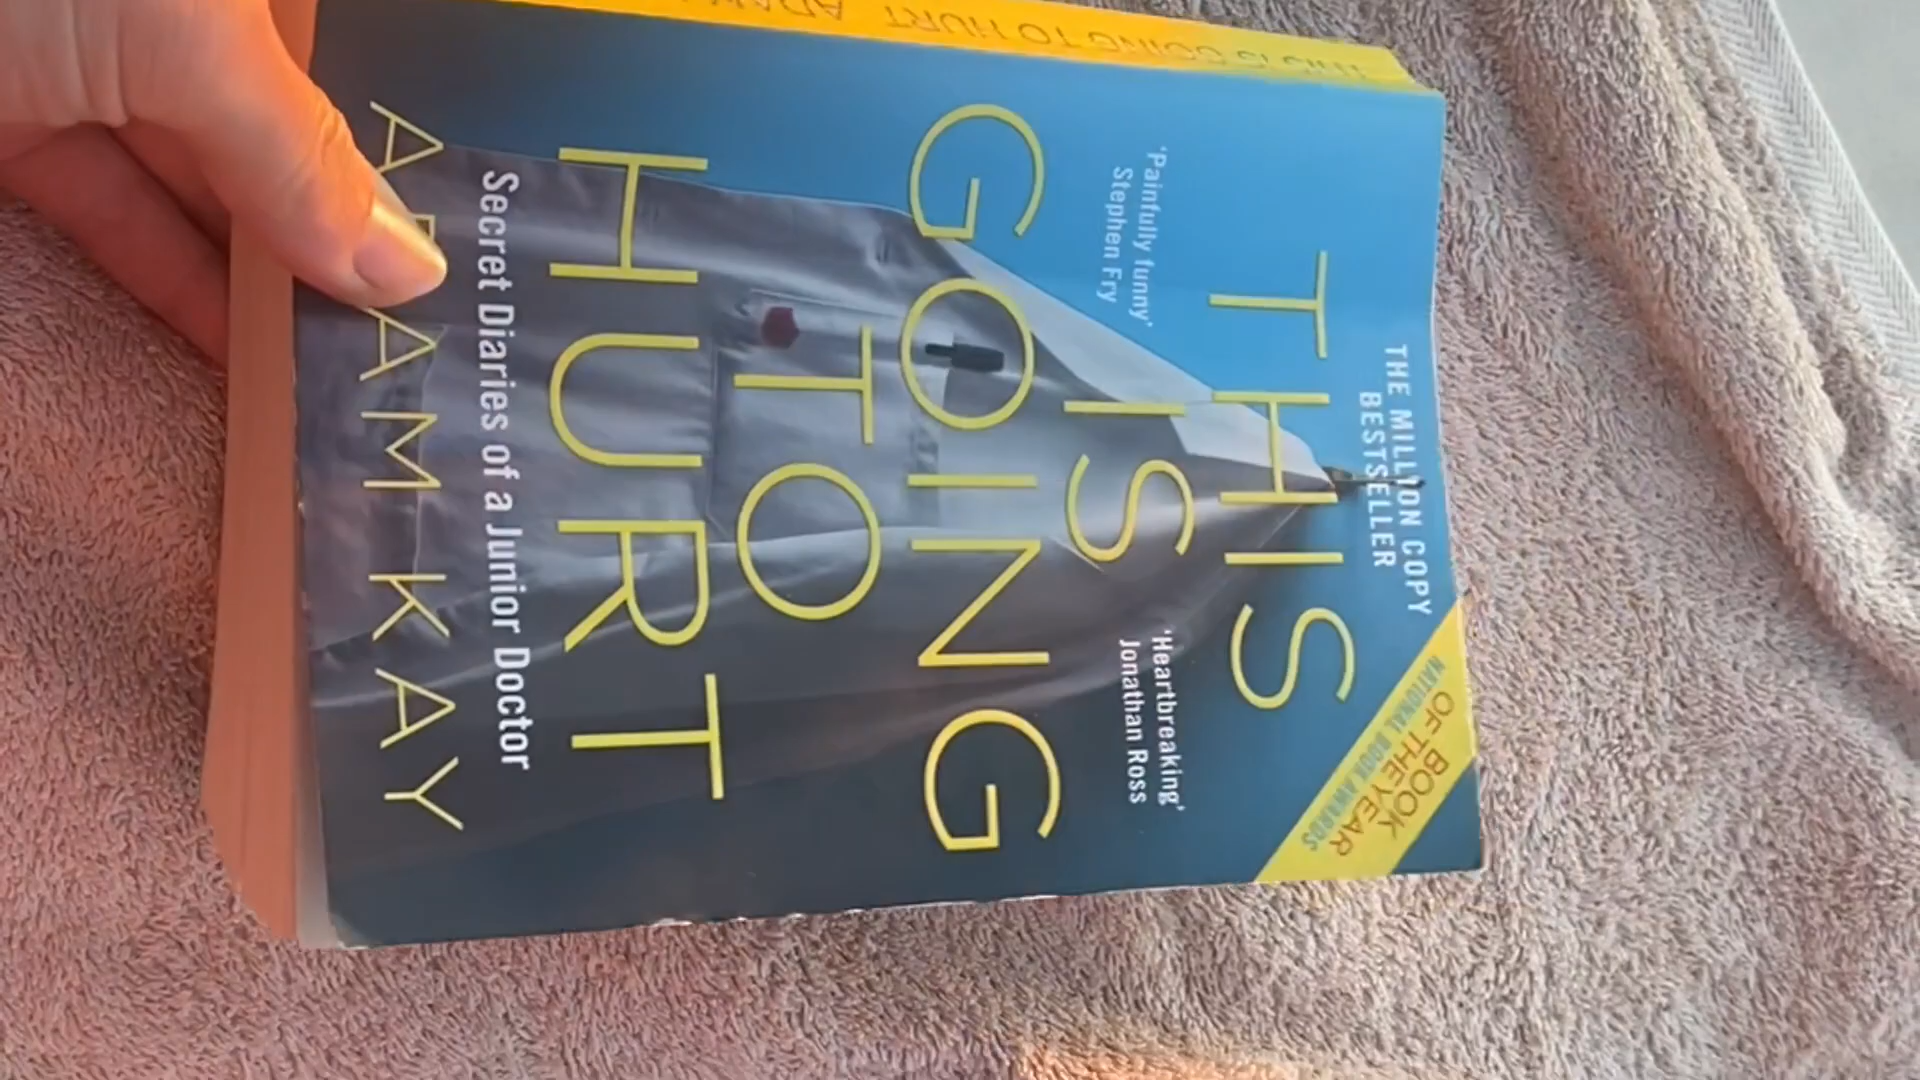 THE MILLION COPY
BESTSELLER
BOOK
OF THE YEAR
NATIONAL BOOK AWARDS
THIS
IS
'Painfully funny'
Stephen Fry
'Heartbreaking'
Jonathan Ross
GOING
TO
HURT
Secret Diaries of a Junior Doctor
ADAM KAY
THIS IS GOING TO HURT ADAM